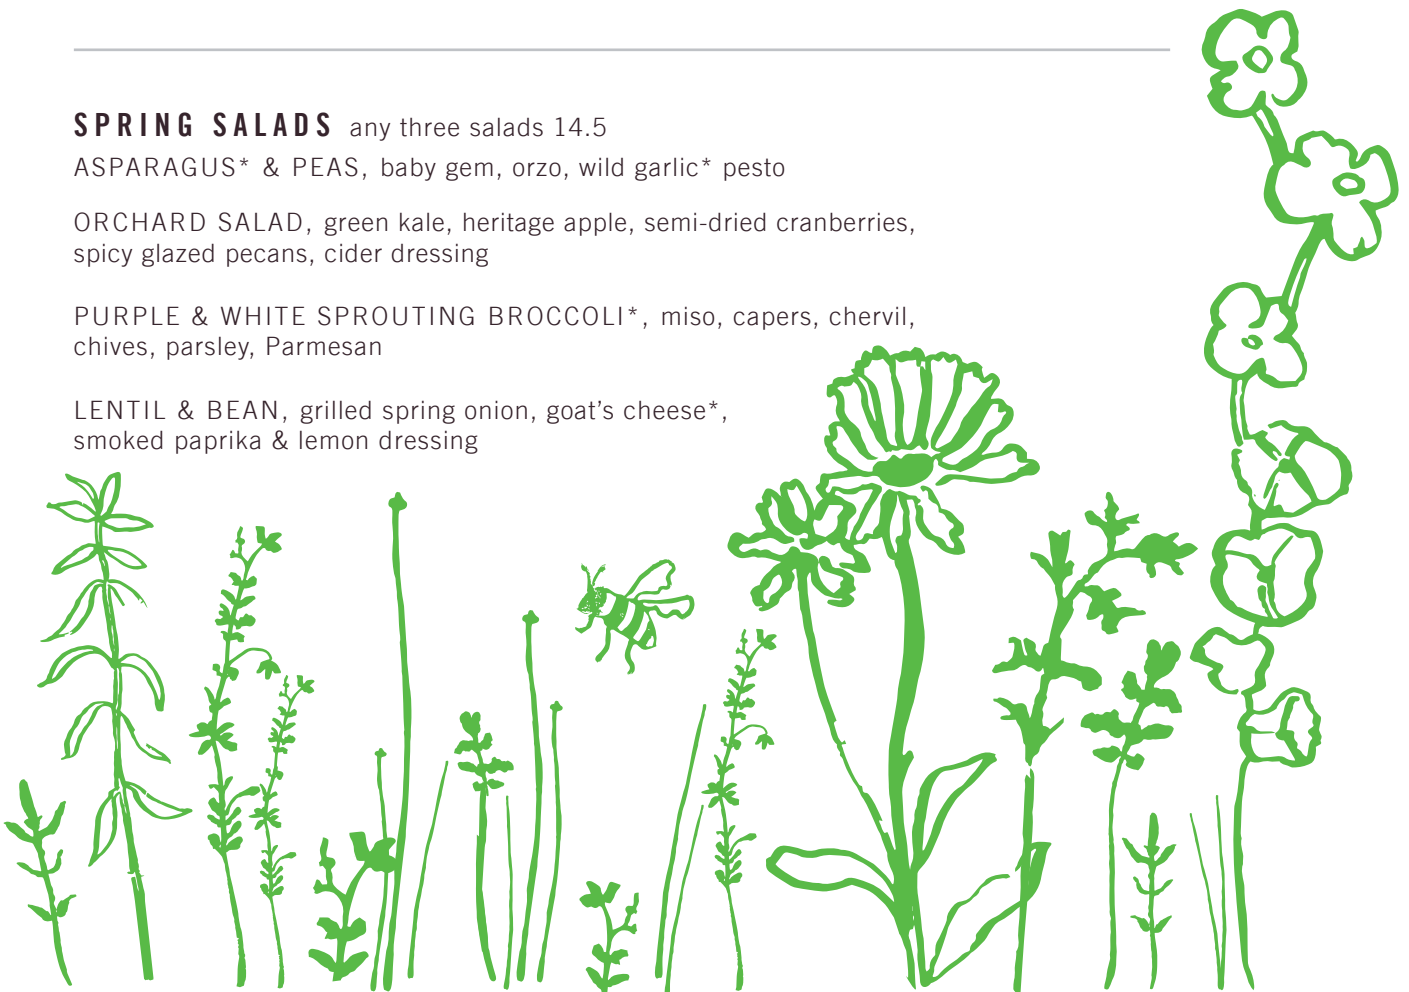 SPRING SALADS any three salads 14.5
ASPARAGUS* & PEAS, baby gem, orzo, wild garlic* pesto
ORCHARD SALAD, green kale, heritage apple, semi-dried cranberries,
spicy glazed pecans, cider dressing
PURPLE & WHITE SPROUTING BROCCOLI*, miso, capers, chervil,
chives, parsley, Parmesan
LENTIL & BEAN, grilled spring onion, goat’s cheese*,
smoked paprika & lemon dressing